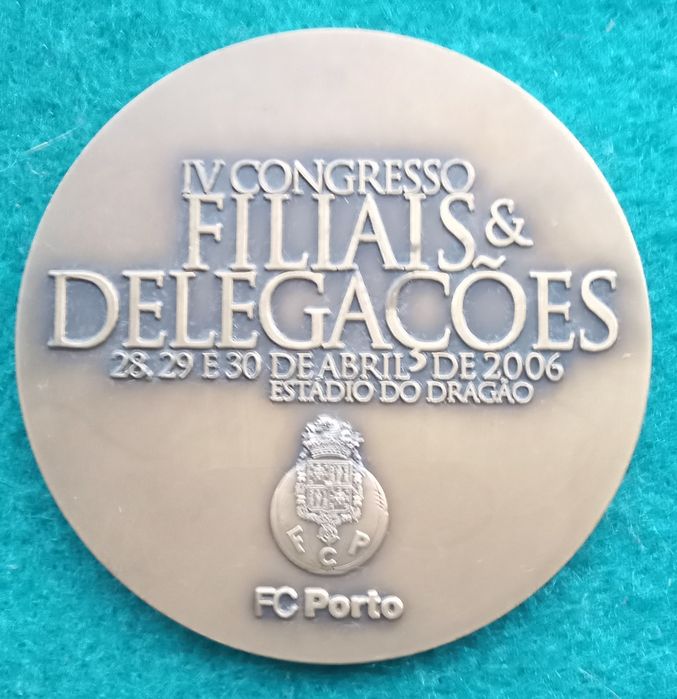 IV CONGRESSO
FILIAIS &
DELEGAÇÕES
28, 29 E 30 DE ABRIL DE 2006
ESTÁDIO DO DRAGÃO
F C P
FC Porto